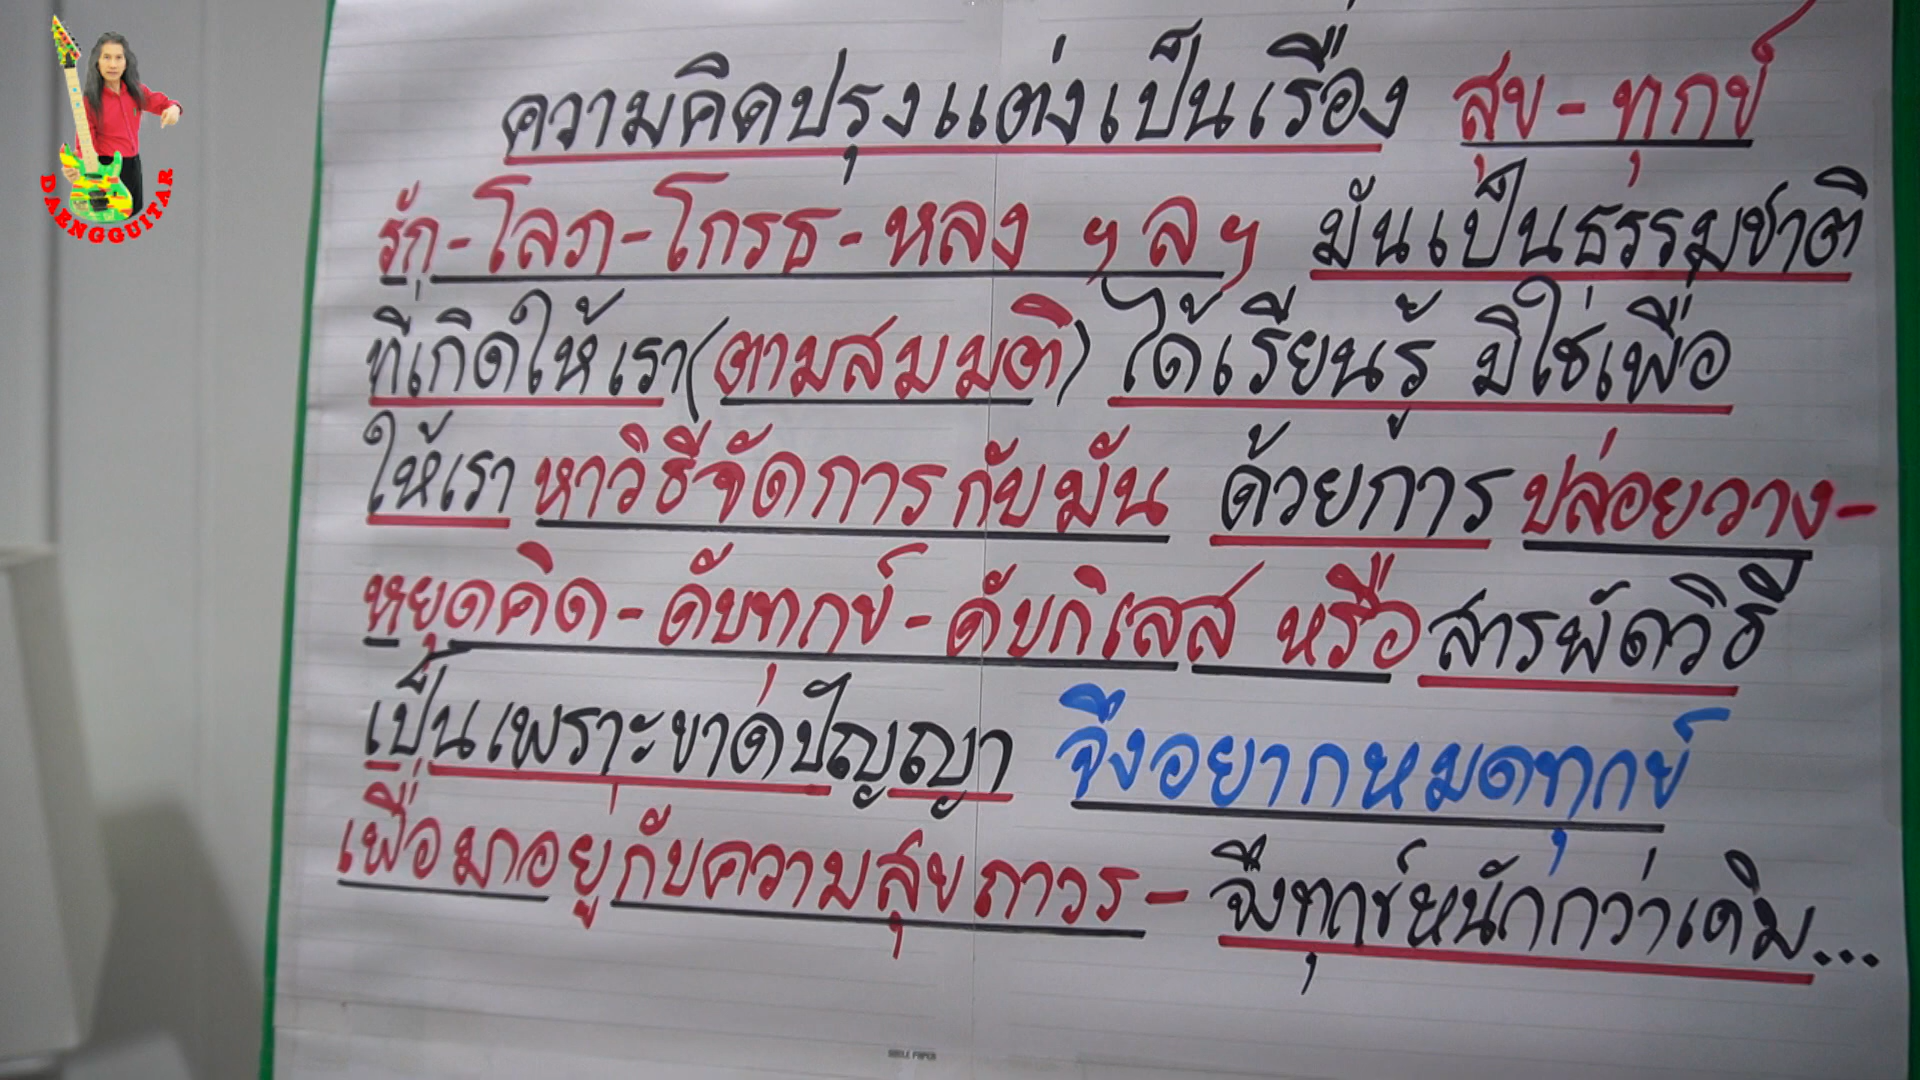 DAENGGUITAR
ความคิดปรุงแต่งเป็นเรื่อง สุข - ทุกข์
รัก - โลภ - โกรธ - หลง ฯลฯ มันเป็นธรรมชาติ
ที่เกิดให้เรา (ตามสมมติ) ได้เรียนรู้ มิใช่เพื่อ
ให้เรา หาวิธีจัดการกับมัน ด้วยการ ปล่อยวาง -
หยุดคิด - ดับทุกข์ - ดับกิเลส หรือ สารพัดวิธี
เป็นเพราะขาดปัญญา จึงอยากหมดทุกข์
เพื่อมาอยู่กับความสุขถาวร - จึงทุกข์หนักกว่าเดิม...